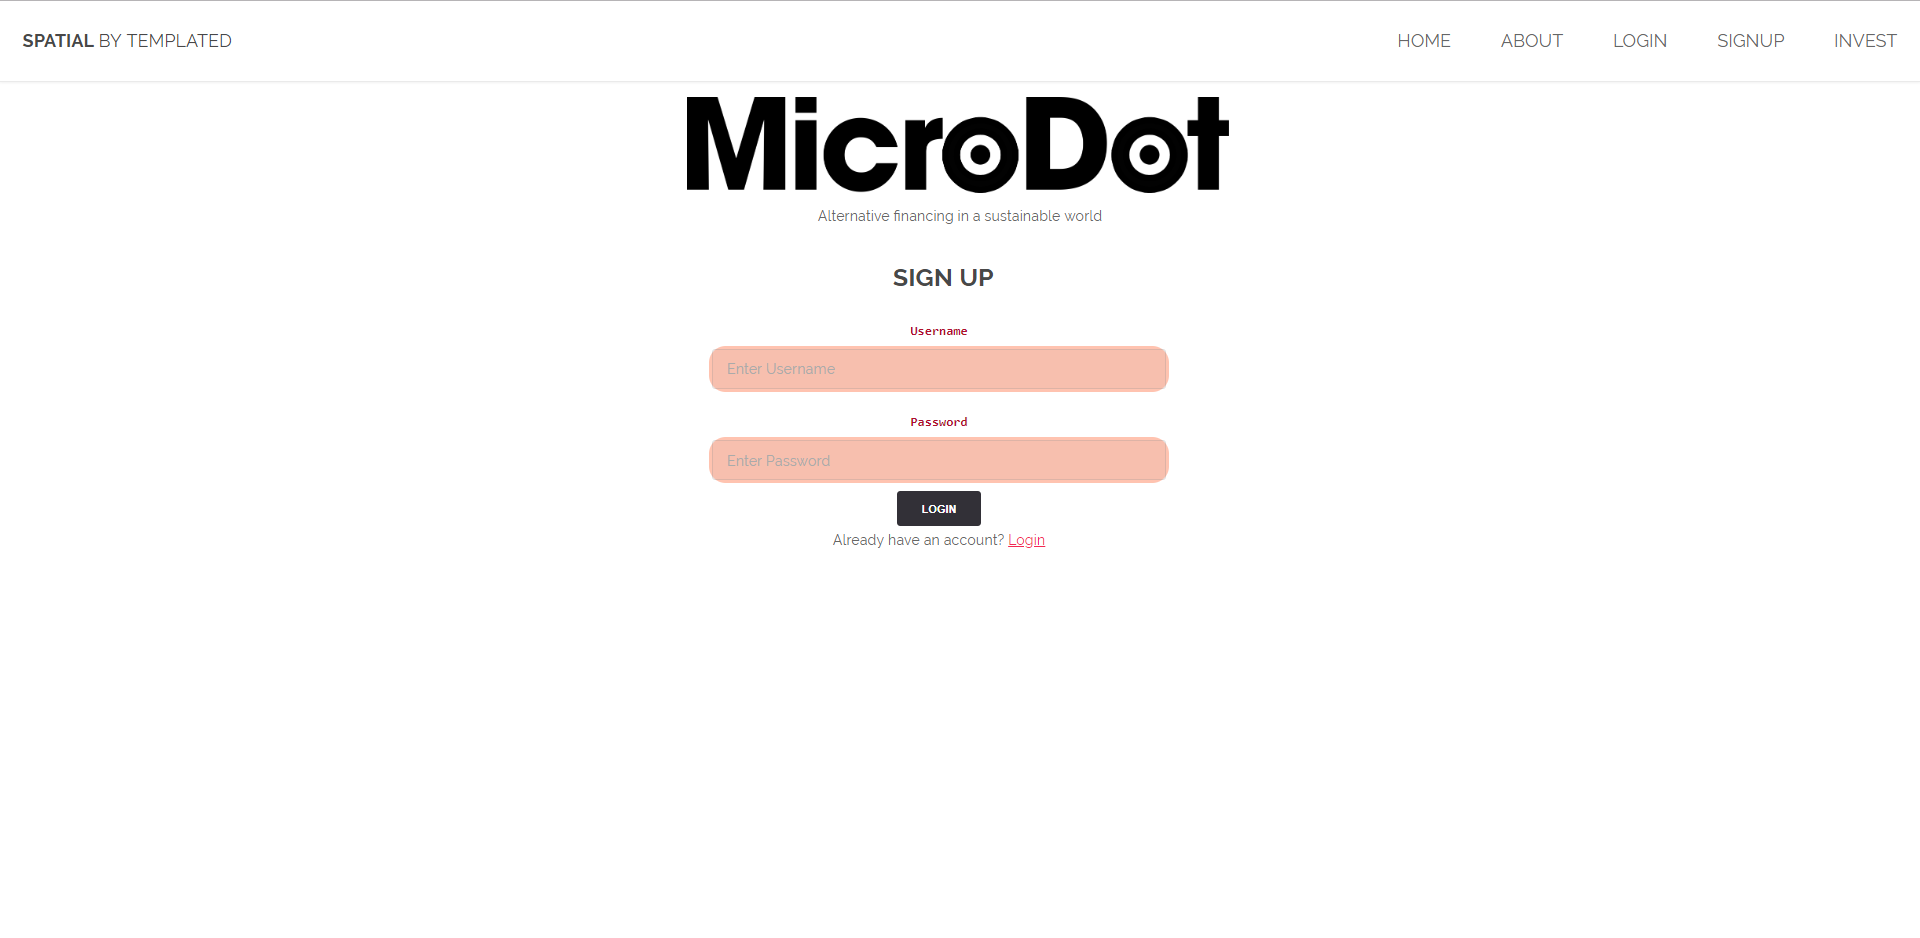 SPATIAL BY TEMPLATED
HOME ABOUT LOGIN SIGNUP INVEST
MicroDot
Alternative financing in a sustainable world
SIGN UP
Username
Enter Username
Password
Enter Password
LOGIN
Already have an account? Login